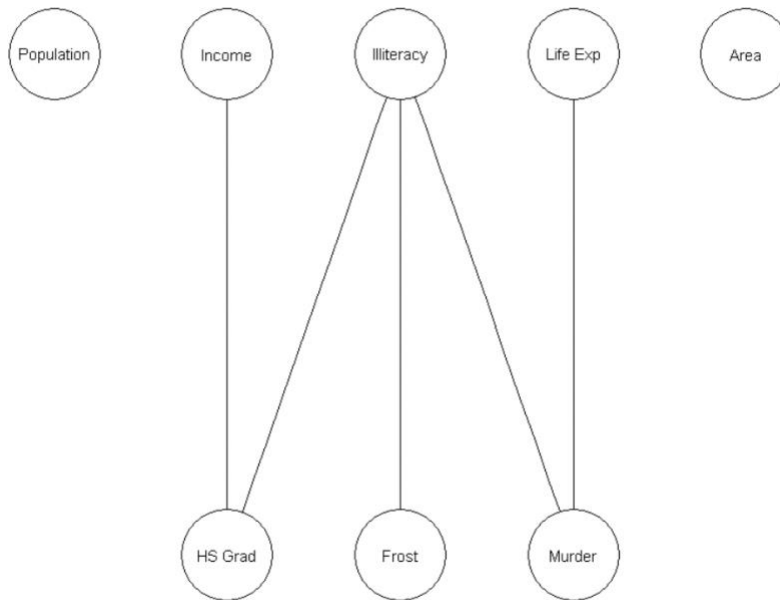 Population
Income
Illiteracy
Life Exp
Area
HS Grad
Frost
Murder